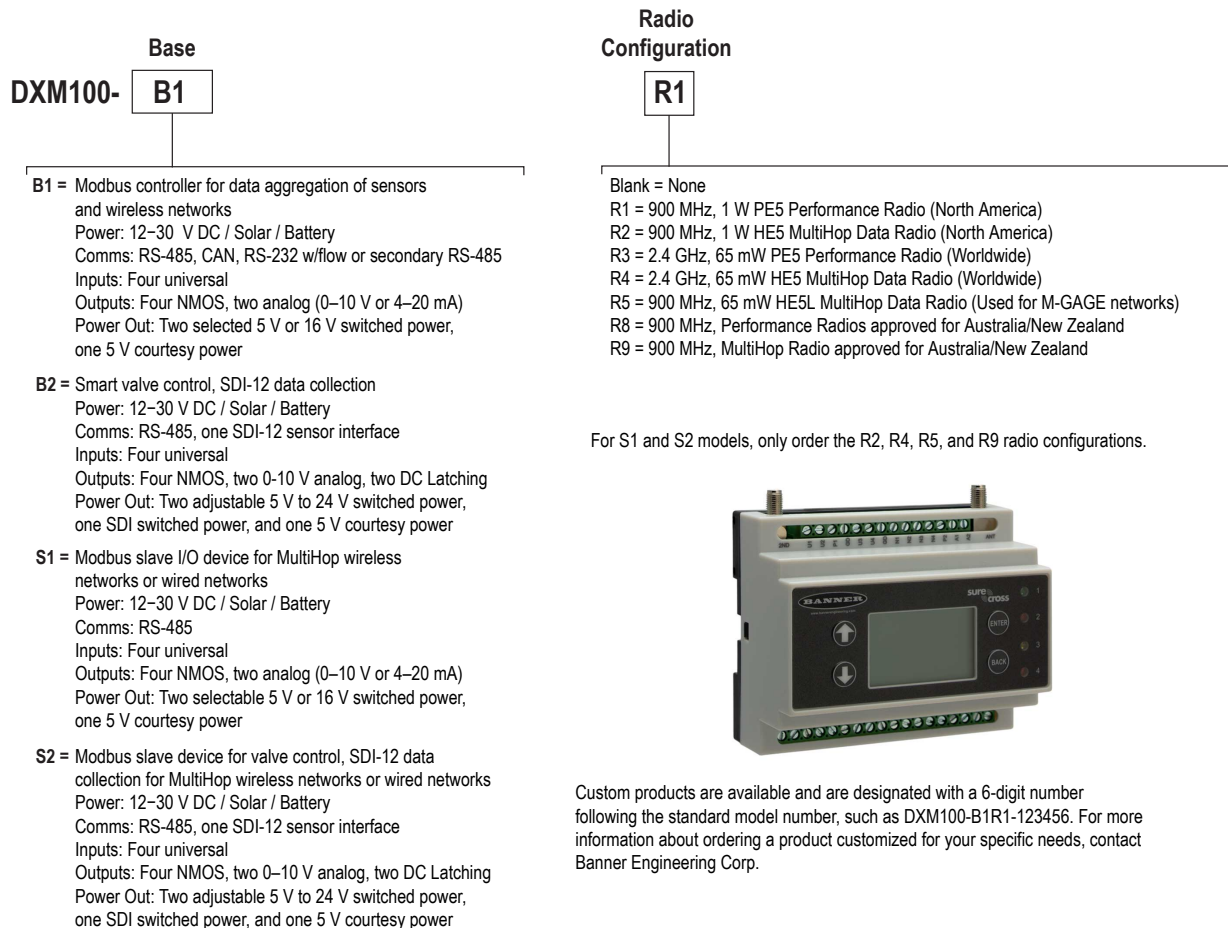 Base
DXM100- B1
B1 = Modbus controller for data aggregation of sensors
and wireless networks
Power: 12−30 V DC / Solar / Battery
Comms: RS-485, CAN, RS-232 w/flow or secondary RS-485
Inputs: Four universal
Outputs: Four NMOS, two analog (0–10 V or 4–20 mA)
Power Out: Two selected 5 V or 16 V switched power,
one 5 V courtesy power
B2 = Smart valve control, SDI-12 data collection
Power: 12−30 V DC / Solar / Battery
Comms: RS-485, one SDI-12 sensor interface
Inputs: Four universal
Outputs: Four NMOS, two 0-10 V analog, two DC Latching
Power Out: Two adjustable 5 V to 24 V switched power,
one SDI switched power, and one 5 V courtesy power
S1 = Modbus slave I/O device for MultiHop wireless
networks or wired networks
Power: 12−30 V DC / Solar / Battery
Comms: RS-485
Inputs: Four universal
Outputs: Four NMOS, two analog (0–10 V or 4–20 mA)
Power Out: Two selectable 5 V or 16 V switched power,
one 5 V courtesy power
S2 = Modbus slave device for valve control, SDI-12 data
collection for MultiHop wireless networks or wired networks
Power: 12−30 V DC / Solar / Battery
Comms: RS-485, one SDI-12 sensor interface
Inputs: Four universal
Outputs: Four NMOS, two 0–10 V analog, two DC Latching
Power Out: Two adjustable 5 V to 24 V switched power,
one SDI switched power, and one 5 V courtesy power
Radio
Configuration
R1
Blank = None
R1 = 900 MHz, 1 W PE5 Performance Radio (North America)
R2 = 900 MHz, 1 W HE5 MultiHop Data Radio (North America)
R3 = 2.4 GHz, 65 mW PE5 Performance Radio (Worldwide)
R4 = 2.4 GHz, 65 mW HE5 MultiHop Data Radio (Worldwide)
R5 = 900 MHz, 65 mW HE5L MultiHop Data Radio (Used for M-GAGE networks)
R8 = 900 MHz, Performance Radios approved for Australia/New Zealand
R9 = 900 MHz, MultiHop Radio approved for Australia/New Zealand
For S1 and S2 models, only order the R2, R4, R5, and R9 radio configurations.
BANNER
sure cross
ENTER
BACK
1
2
3
4
Custom products are available and are designated with a 6-digit number
following the standard model number, such as DXM100-B1R1-123456. For more
information about ordering a product customized for your specific needs, contact
Banner Engineering Corp.